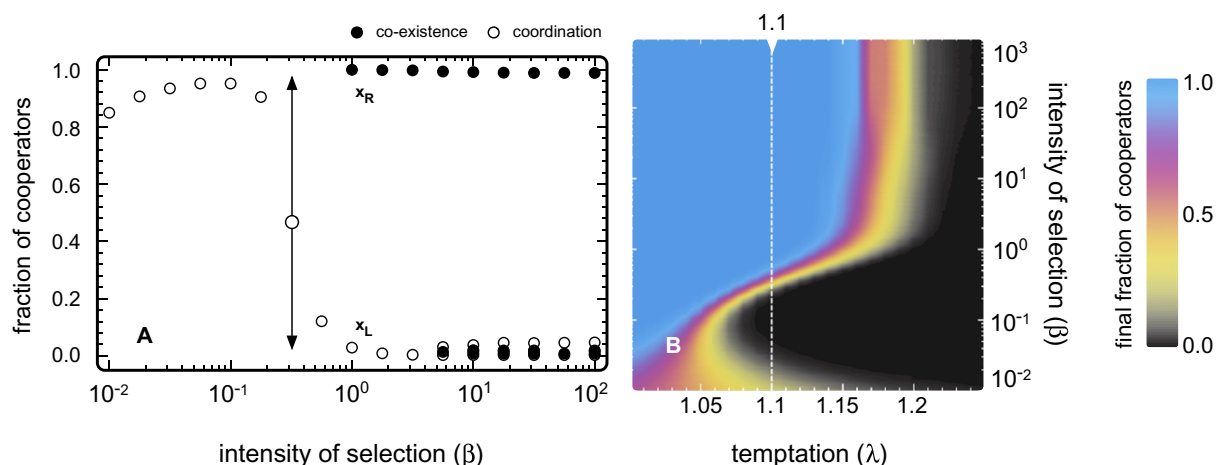 co-existence coordination
fraction of cooperators
1.0
0.8
0.6
0.4
0.2
0.0
x_R
x_L
A
10^-2 10^-1 10^0 10^1 10^2
intensity of selection (β)
1.1
B
10^3
10^2
10^1
10^0
10^-1
10^-2
intensity of selection (β)
1.05 1.1 1.15 1.2
temptation (λ)
final fraction of cooperators
1.0
0.5
0.0